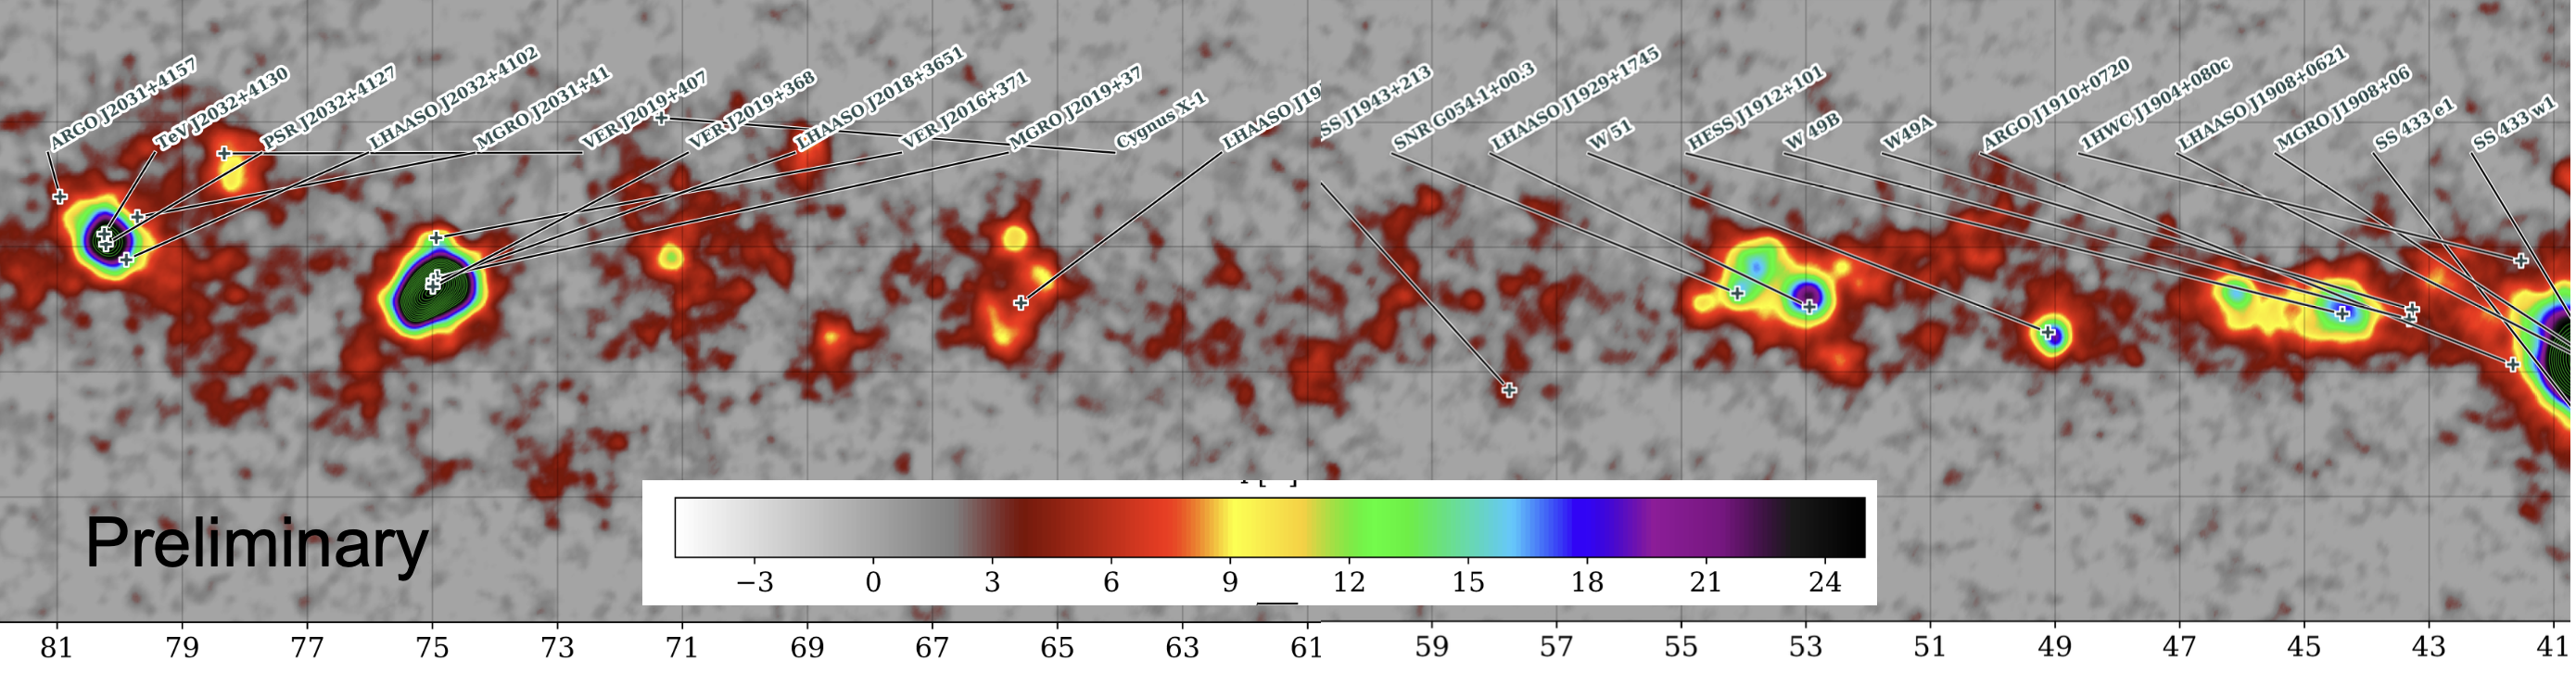 ARGO J2031+4157
TeV J2032+4130
PSR J2032+4127
LHAASO J2032+4102
MGRO J2031+41
VER J2019+407
VER J2019+368
LHAASO J2018+3651
VER J2016+371
MGRO J2019+37
Cygnus X-1
LHAASO J19
SS J1943+213
SNR G054.1+00.3
LHAASO J1929+1745
W 51
HESS J1912+101
W 49B
W49A
ARGO J1910+0720
1HWC J1904+080c
LHAASO J1908+0621
MGRO J1908+06
SS 433 e1
SS 433 w1
Preliminary
−3 0 3 6 9 12 15 18 21 24
81 79 77 75 73 71 69 67 65 63 61 59 57 55 53 51 49 47 45 43 41